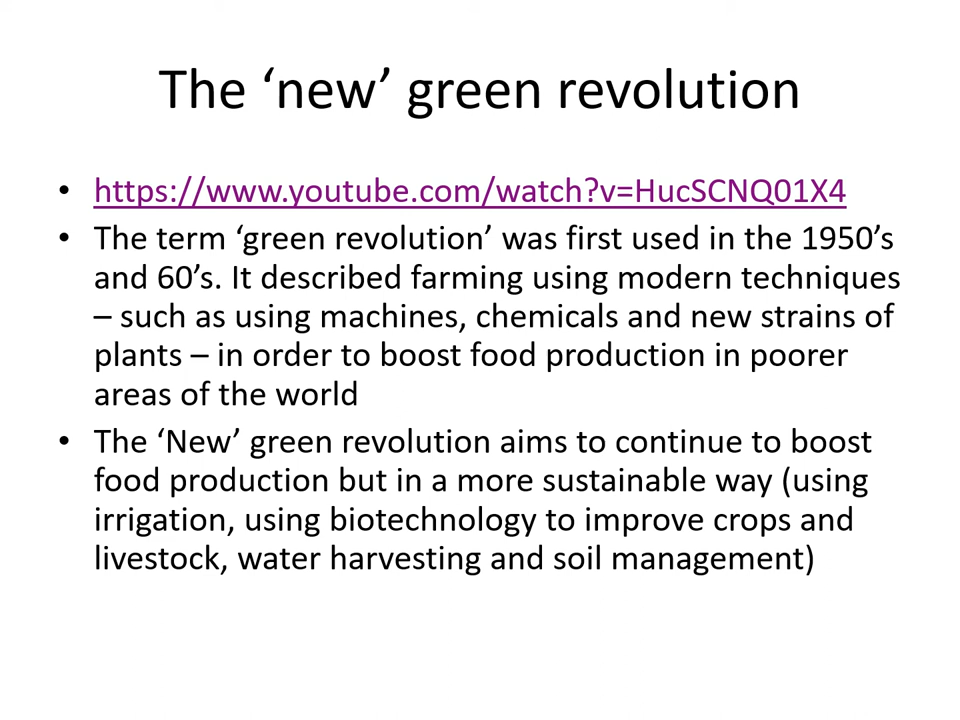 The ‘new’ green revolution
• https://www.youtube.com/watch?v=HucSCNQ01X4
• The term ‘green revolution’ was first used in the 1950’s
and 60’s. It described farming using modern techniques
– such as using machines, chemicals and new strains of
plants – in order to boost food production in poorer
areas of the world
• The ‘New’ green revolution aims to continue to boost
food production but in a more sustainable way (using
irrigation, using biotechnology to improve crops and
livestock, water harvesting and soil management)